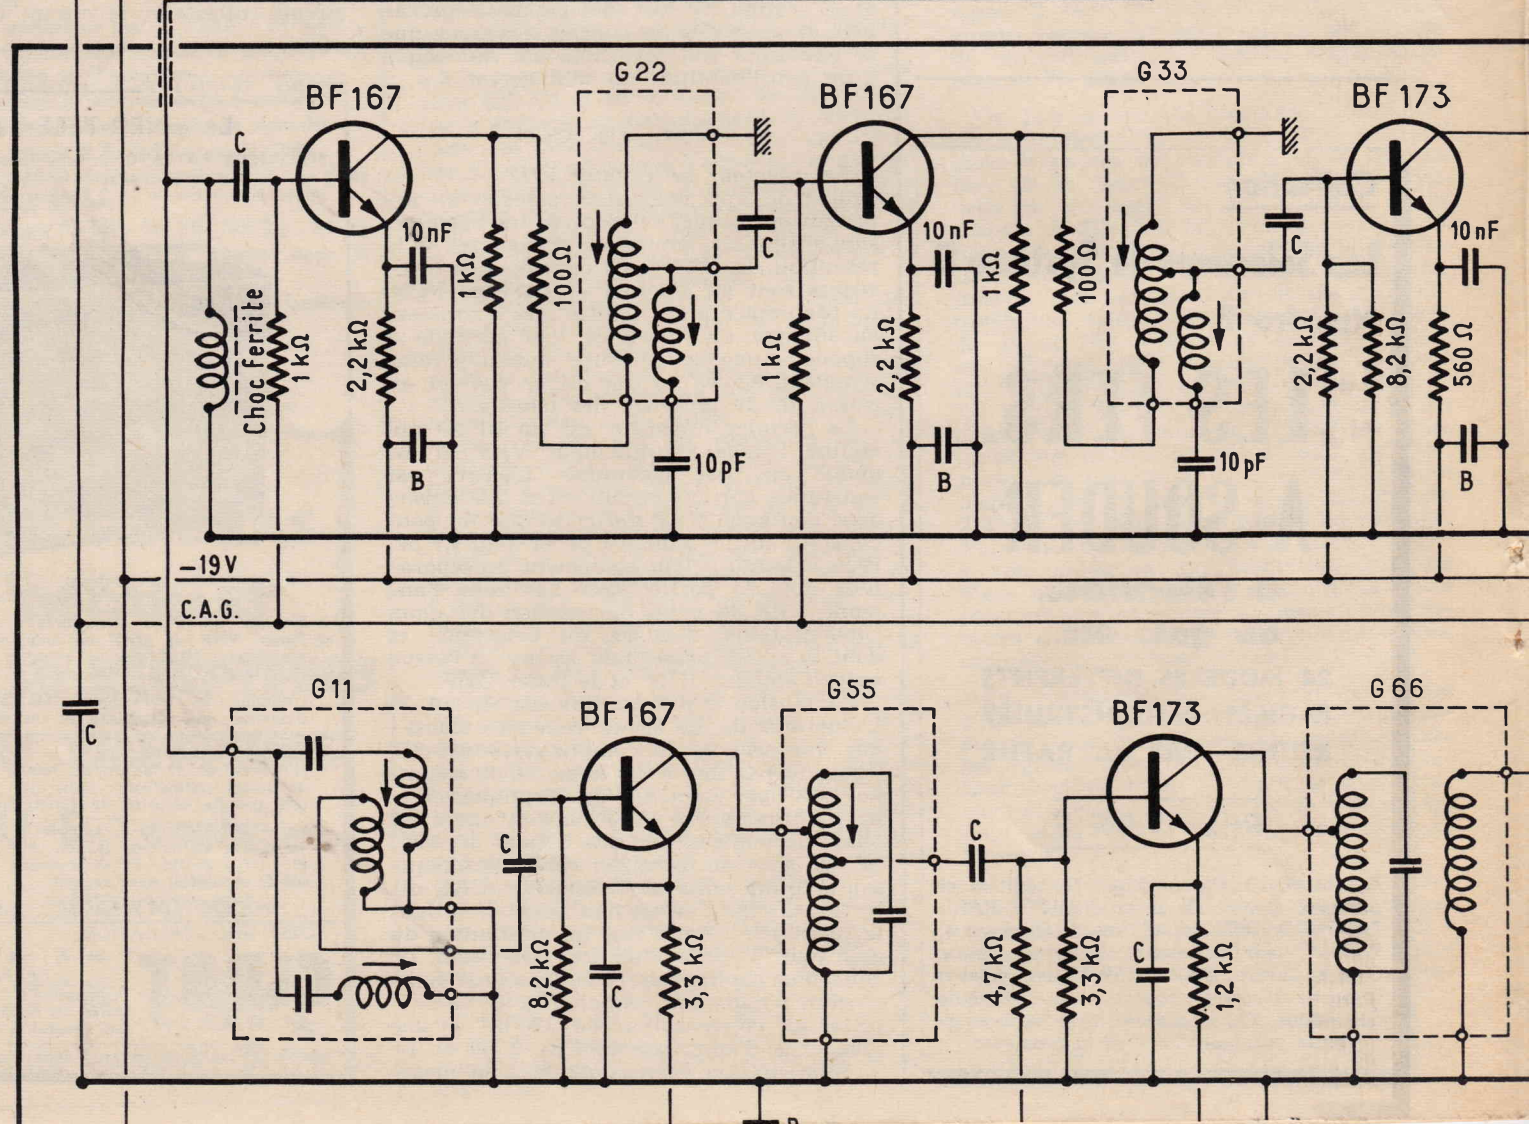 G22
G33
BF167
BF167
BF173
C
C
C
10nF
10nF
10nF
1kΩ
100Ω
1kΩ
100Ω
Choc Ferrite
1kΩ
2,2kΩ
1kΩ
2,2kΩ
2,2kΩ
8,2kΩ
560Ω
B
10pF
B
10pF
B
–19V
C.A.G.
G11
BF167
G55
BF173
G66
C
C
C
8,2kΩ
C
3,3kΩ
4,7kΩ
3,3kΩ
C
1,2kΩ